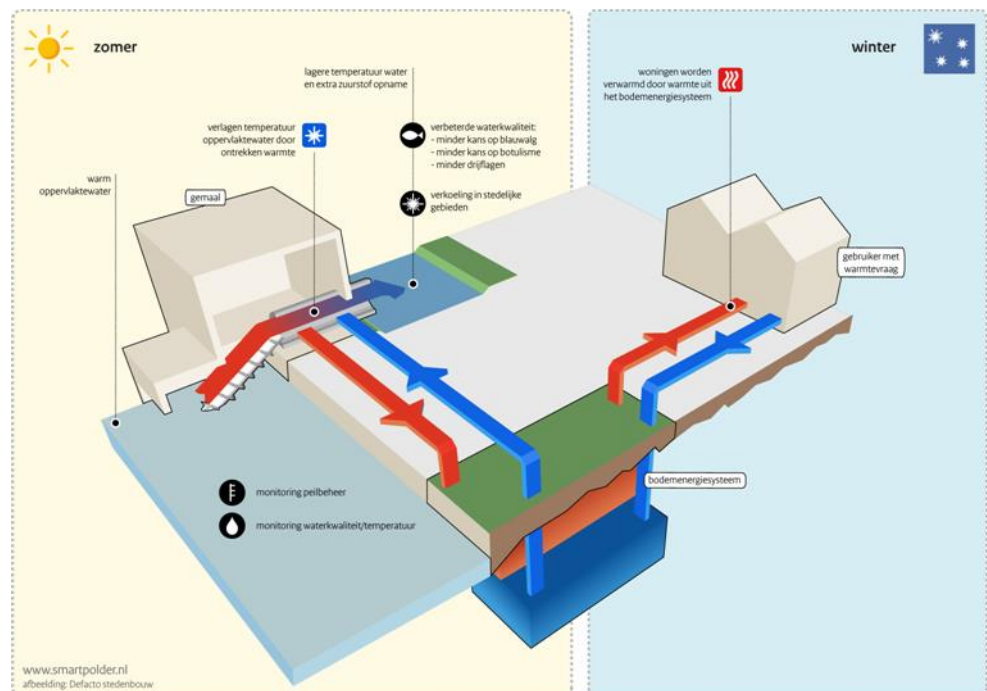 zomer
winter
lagere temperatuur water
en extra zuurstof opname
woningen worden
verwarmd door warmte uit
het bodemenergiesysteem
verlagen temperatuur
oppervlaktewater door
ontrekken warmte
verbeterde waterkwaliteit:
- minder kans op blauwalg
- minder kans op botulisme
- minder drijflagen
warm
oppervlaktewater
gemaal
verkoeling in stedelijke
gebieden
gebruiker met
warmtevraag
bodemenergiesysteem
monitoring peilbeheer
monitoring waterkwaliteit/temperatuur
www.smartpolder.nl
afbeelding: Defacto stedenbouw